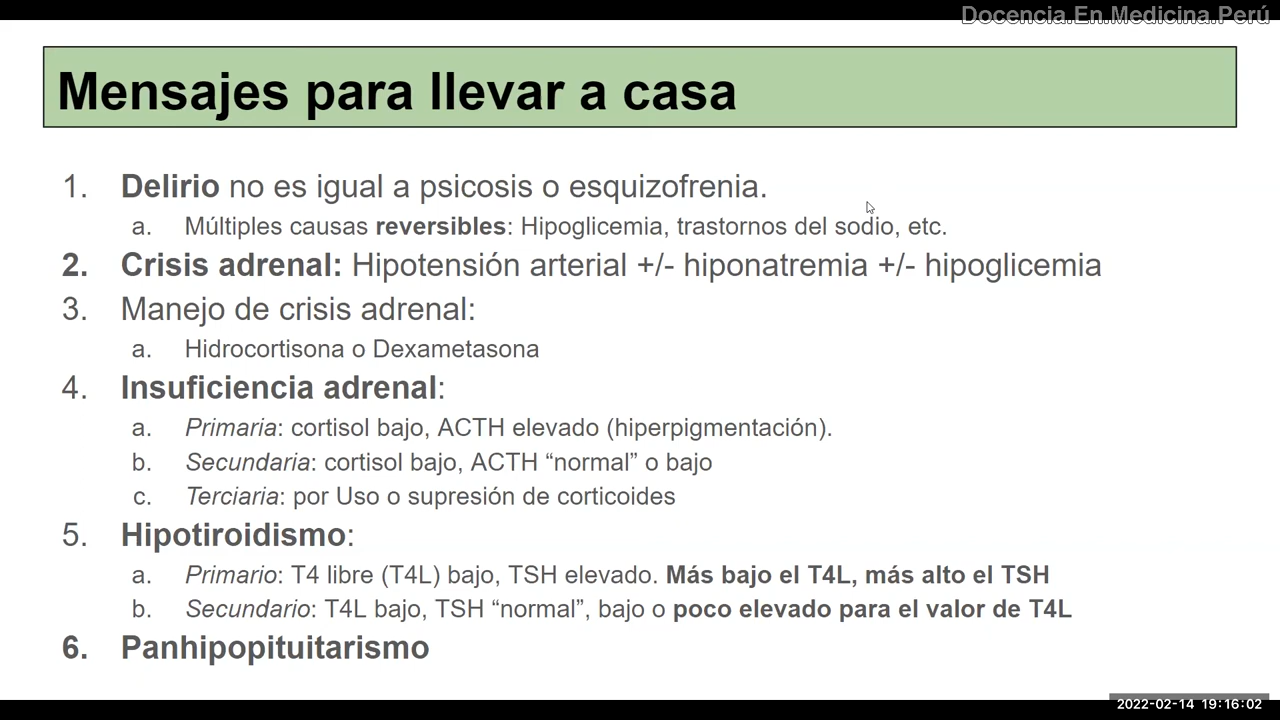 Docencia.En.Medicina.Perú
Mensajes para llevar a casa
1. Delirio no es igual a psicosis o esquizofrenia.
a. Múltiples causas reversibles: Hipoglicemia, trastornos del sodio, etc.
2. Crisis adrenal: Hipotensión arterial +/- hiponatremia +/- hipoglicemia
3. Manejo de crisis adrenal:
a. Hidrocortisona o Dexametasona
4. Insuficiencia adrenal:
a. Primaria: cortisol bajo, ACTH elevado (hiperpigmentación).
b. Secundaria: cortisol bajo, ACTH “normal” o bajo
c. Terciaria: por Uso o supresión de corticoides
5. Hipotiroidismo:
a. Primario: T4 libre (T4L) bajo, TSH elevado. Más bajo el T4L, más alto el TSH
b. Secundario: T4L bajo, TSH “normal”, bajo o poco elevado para el valor de T4L
6. Panhipopituitarismo
2022-02-14 19:16:02